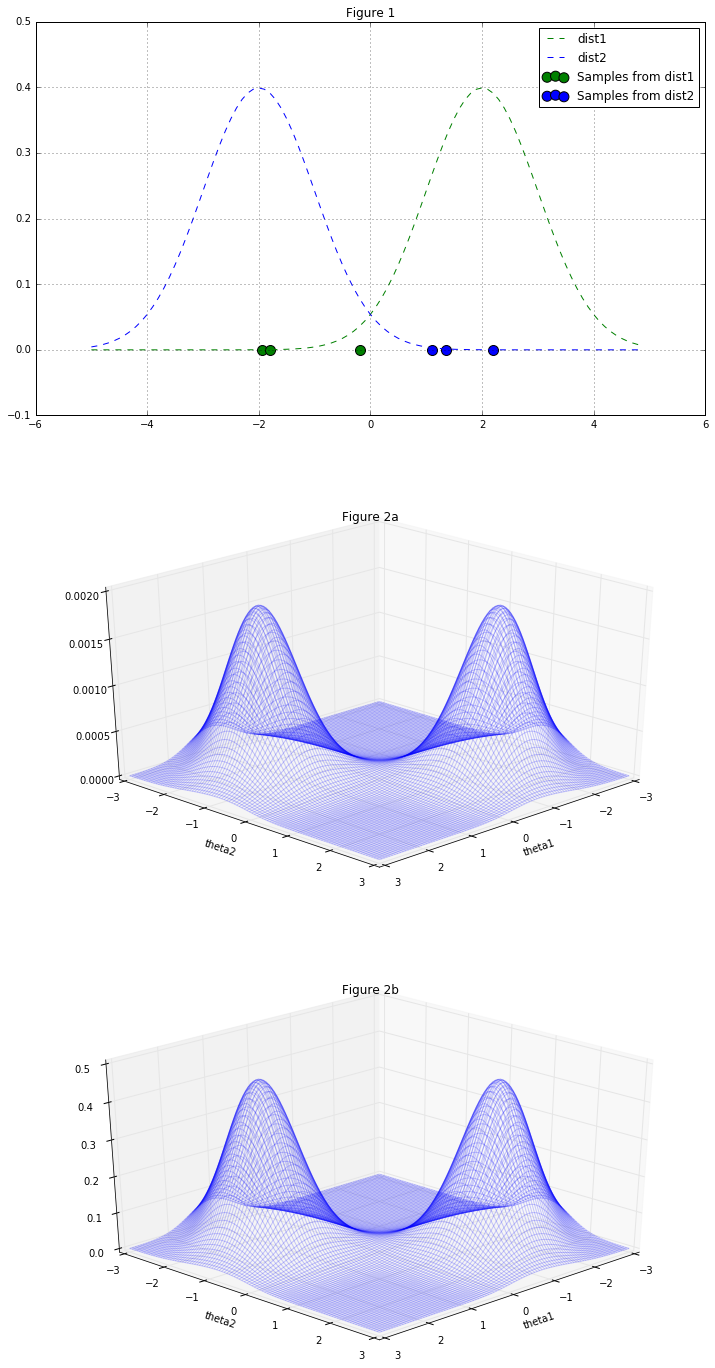 Figure 1
0.5
0.4
0.3
0.2
0.1
0.0
−0.1
−6 −4 −2 0 2 4 6
dist1
dist2
Samples from dist1
Samples from dist2
Figure 2a
0.0020
0.0015
0.0010
0.0005
0.0000
−3 −2 −1 0 1 2 3
theta2
3 2 1 0 −1 −2 −3
theta1
Figure 2b
0.5
0.4
0.3
0.2
0.1
0.0
−3 −2 −1 0 1 2 3
theta2
3 2 1 0 −1 −2 −3
theta1